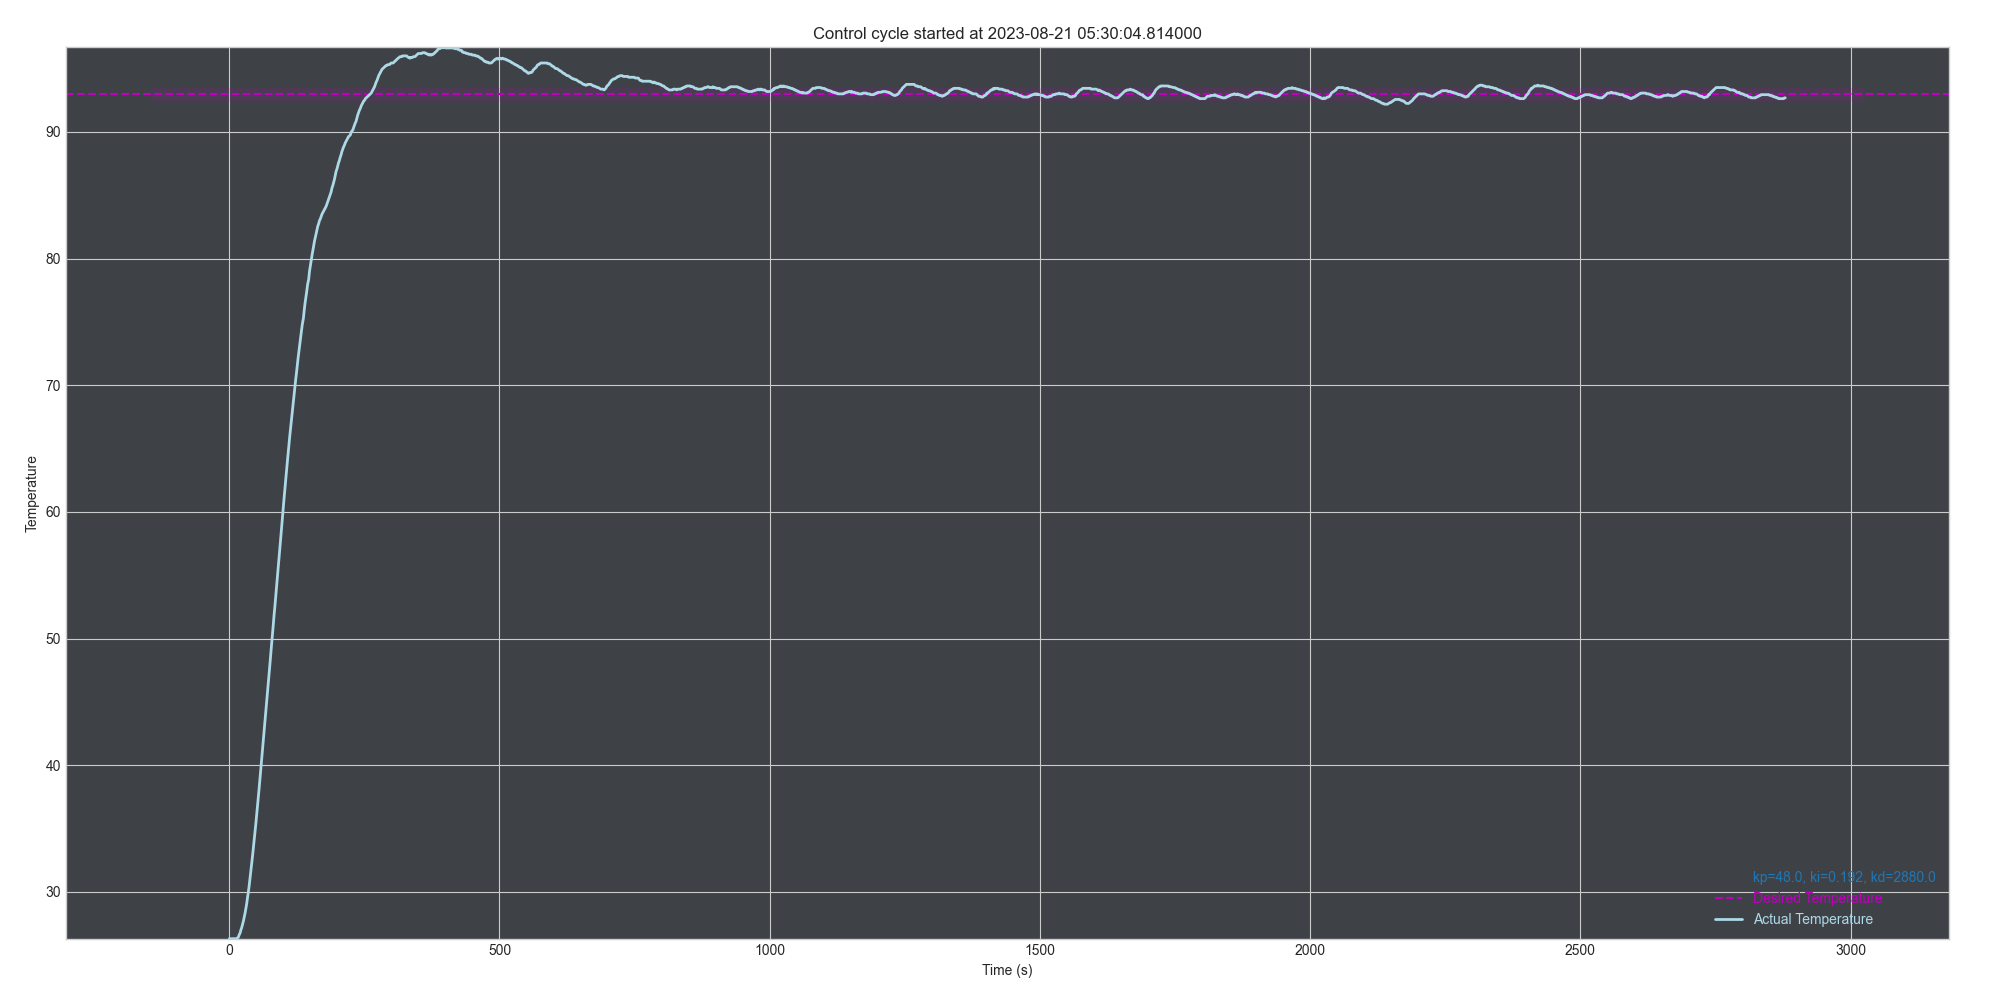 Control cycle started at 2023-08-21 05:30:04.814000
Temperature
90
80
70
60
50
40
30
kp=48.0, ki=0.192, kd=2880.0
Desired Temperature
Actual Temperature
0 500 1000 1500 2000 2500 3000
Time (s)